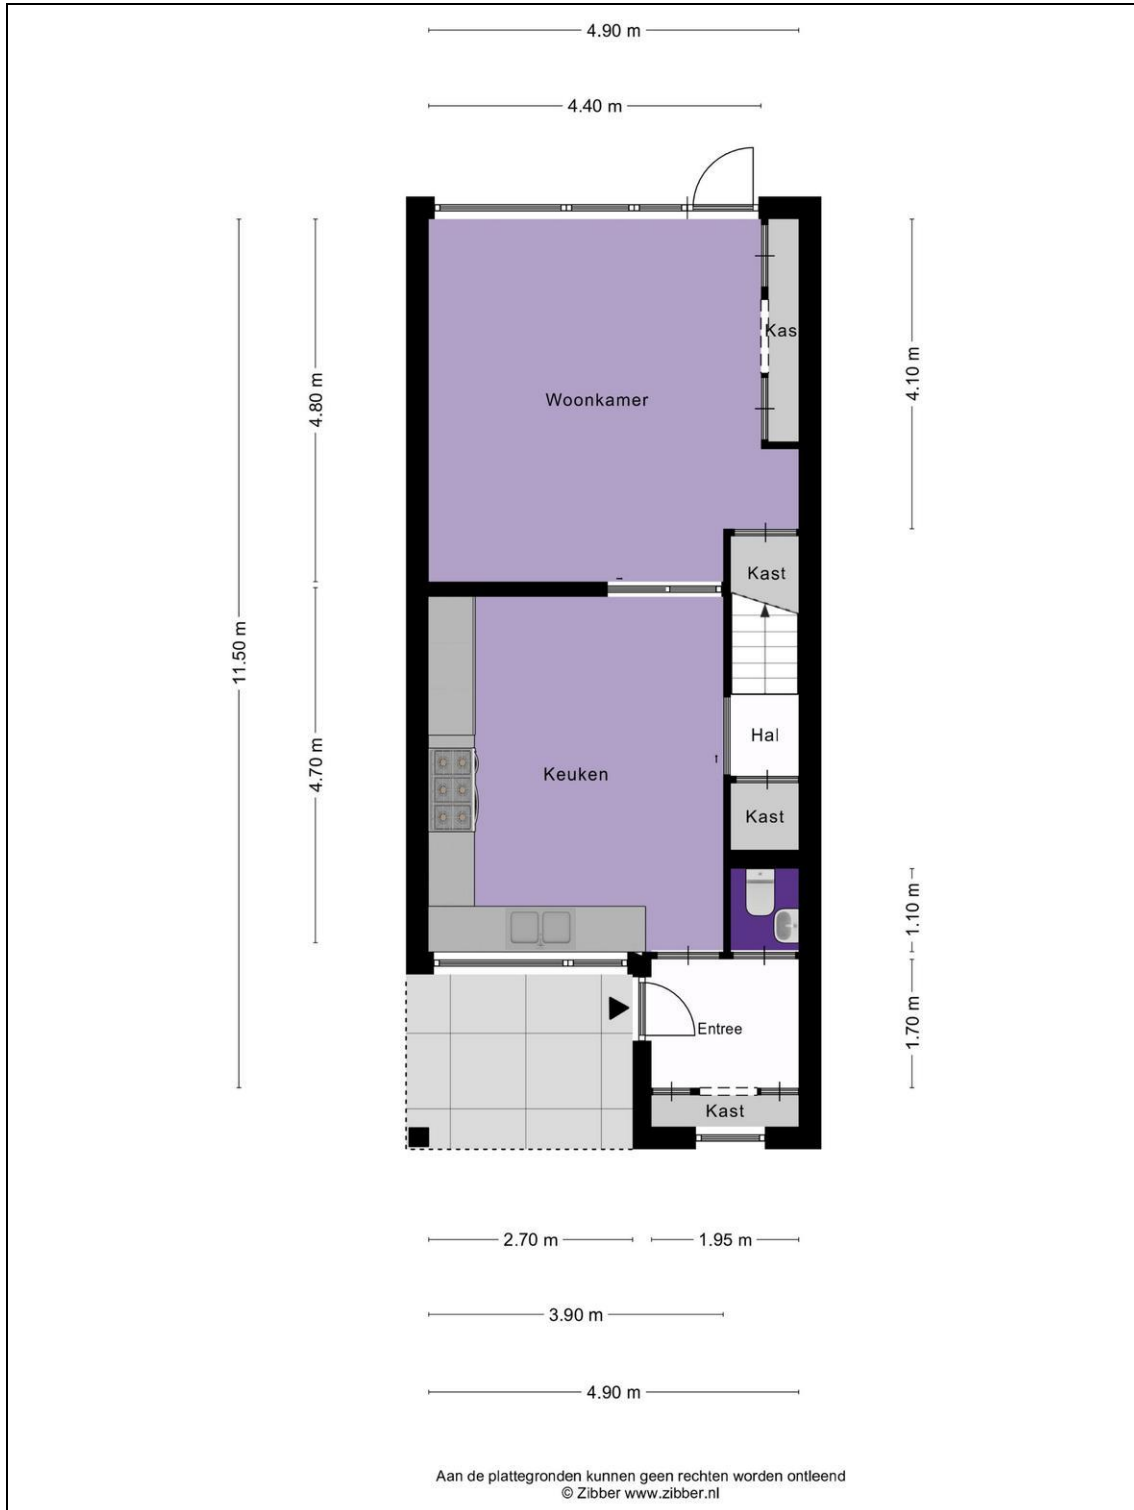 4.90 m
4.40 m
Kas
4.10 m
4.80 m
Woonkamer
Kast
11.50 m
Hal
4.70 m
Keuken
Kast
1.10 m
1.70 m
Entree
Kast
2.70 m
1.95 m
3.90 m
4.90 m
Aan de plattegronden kunnen geen rechten worden ontleend
© Zibber www.zibber.nl